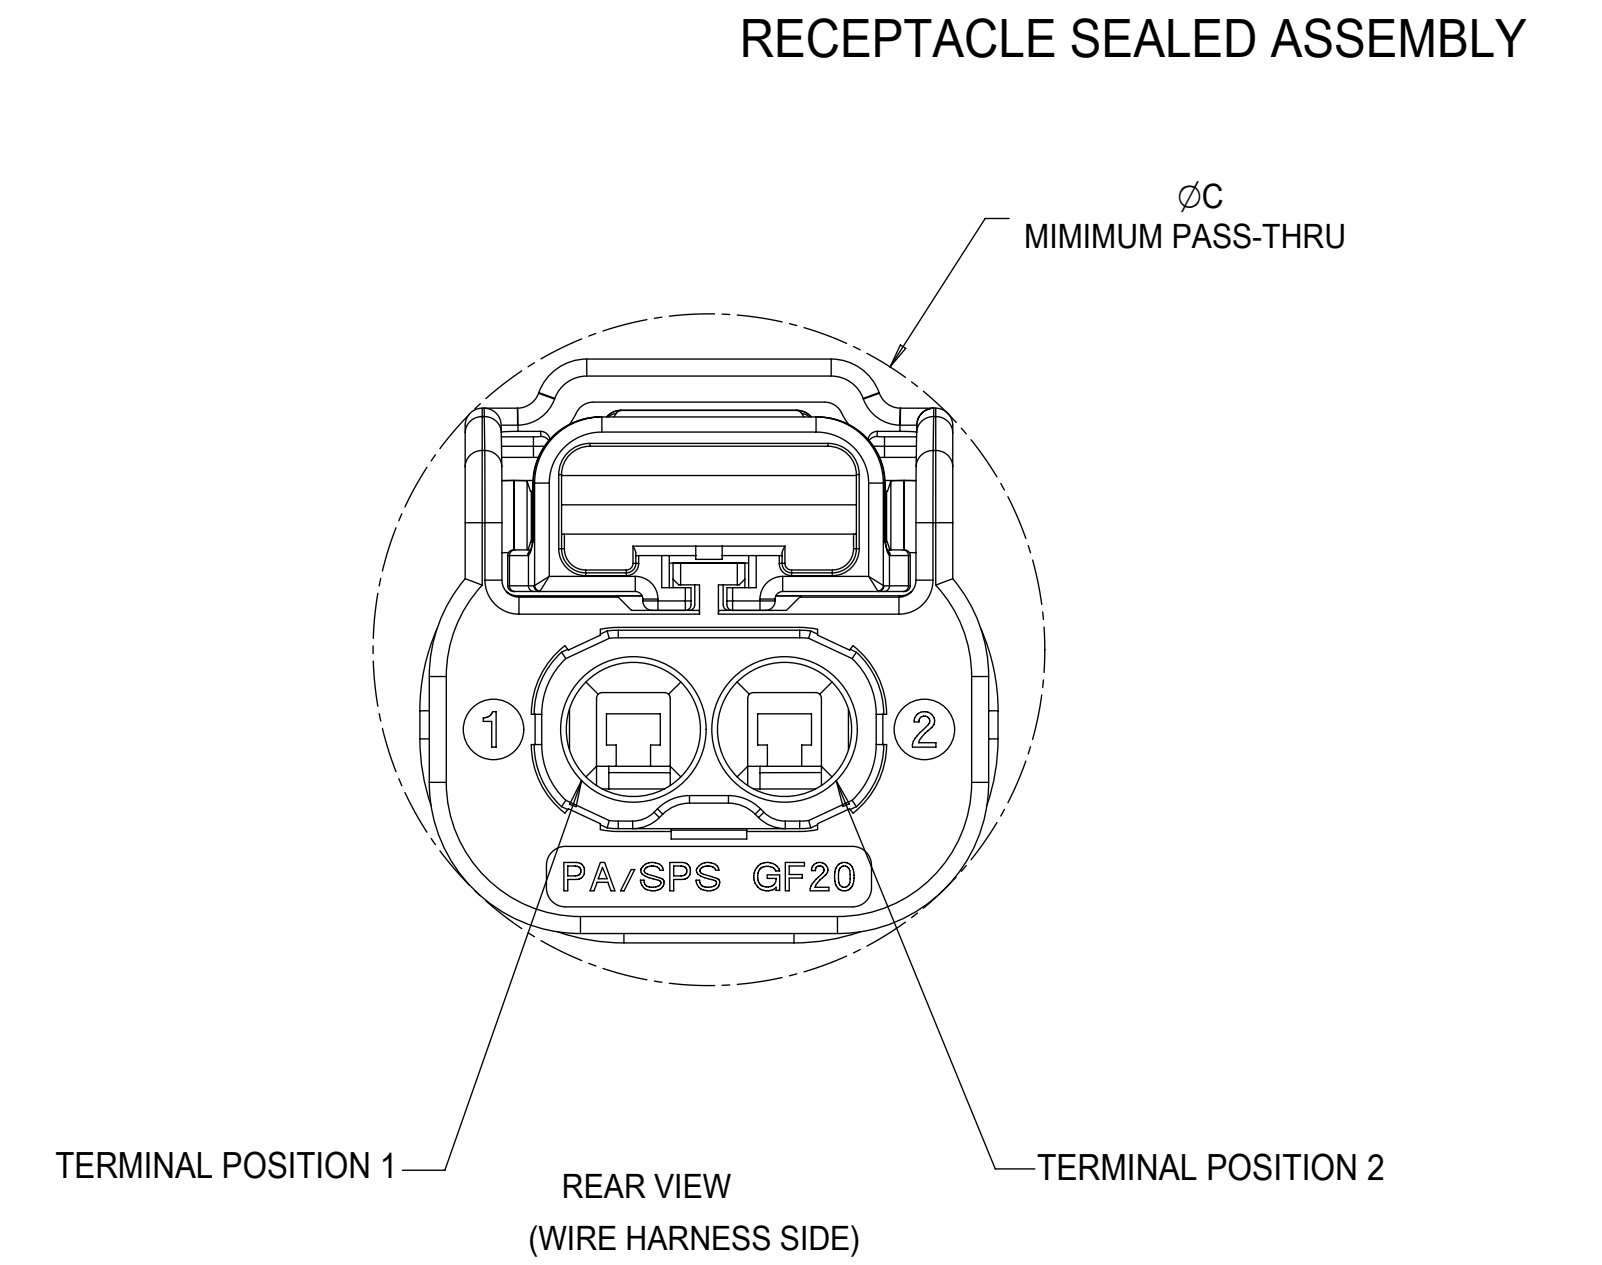 RECEPTACLE SEALED ASSEMBLY
∅C
MIMIMUM PASS-THRU
1
2
PA/SPS GF20
TERMINAL POSITION 1
TERMINAL POSITION 2
REAR VIEW
(WIRE HARNESS SIDE)